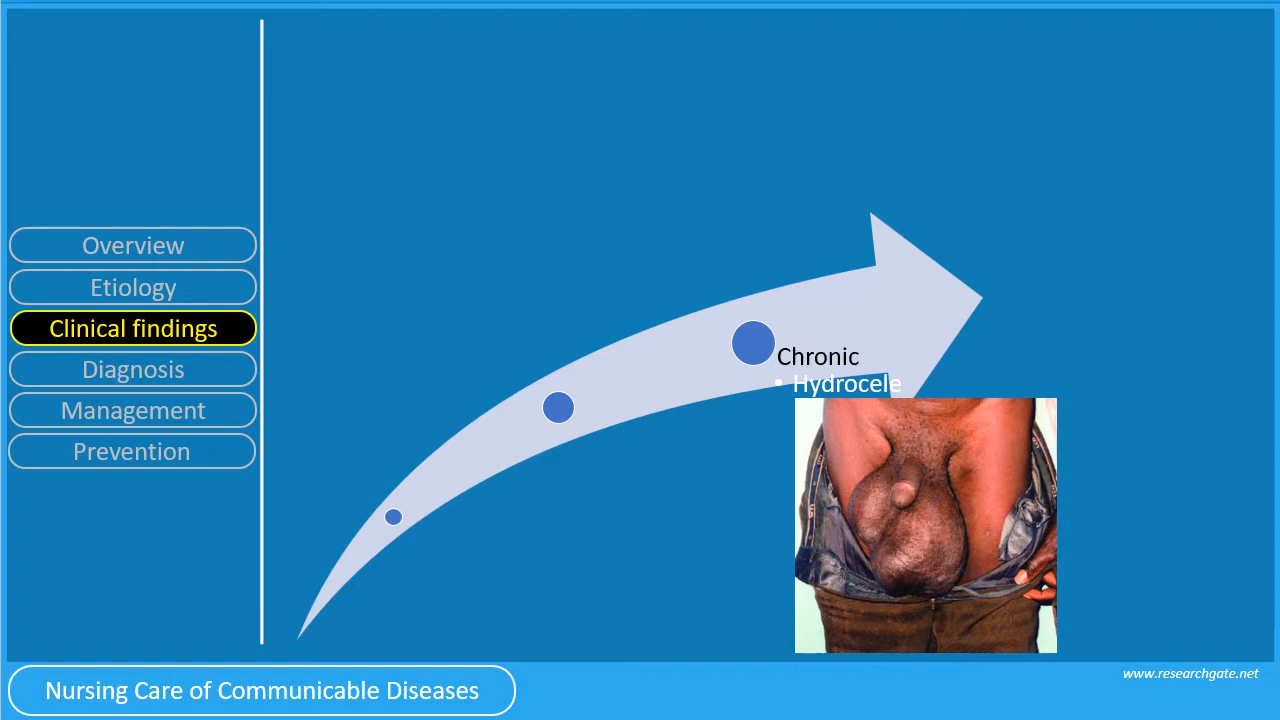 Overview
Etiology
Clinical findings
Diagnosis
Management
Prevention
Chronic
• Hydrocele
Nursing Care of Communicable Diseases
www.researchgate.net